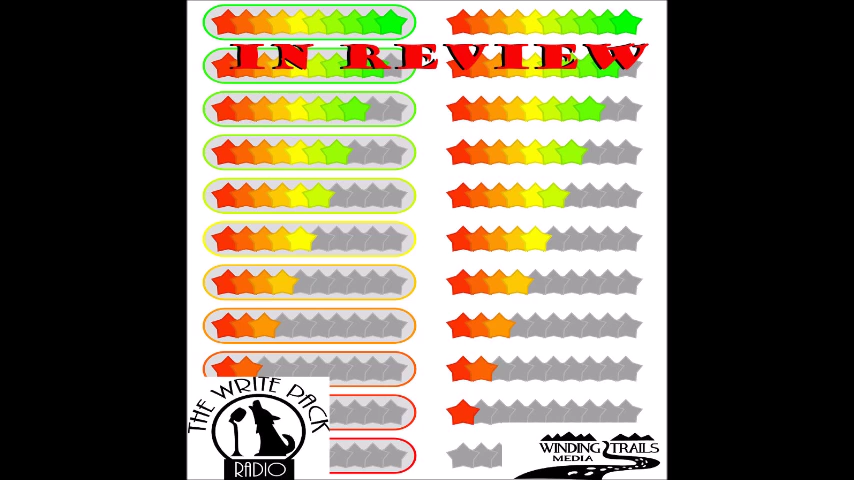 IN REVIEW
THE WRITE PACK
RADIO
WINDING TRAILS
MEDIA